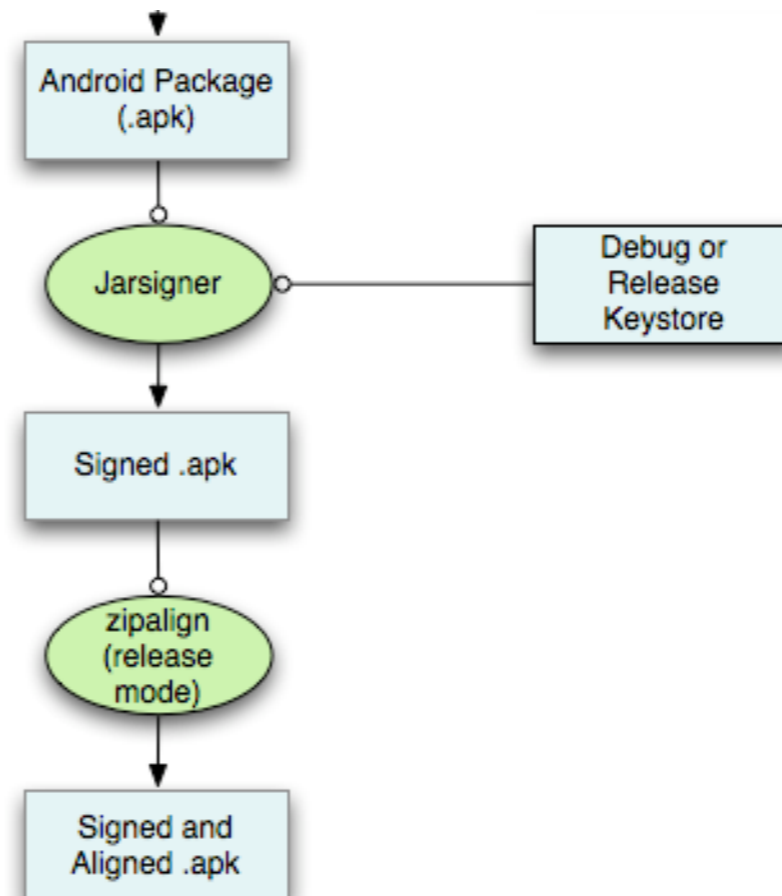 Android Package
(.apk)
Jarsigner
Debug or
Release
Keystore
Signed .apk
zipalign
(release
mode)
Signed and
Aligned .apk